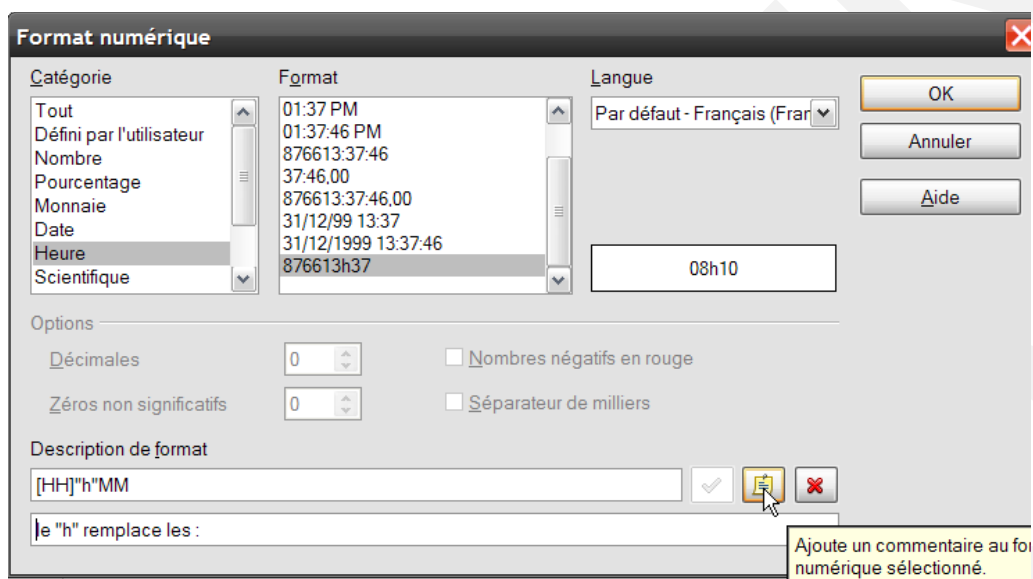 Format numérique
Catégorie
Format
Langue
Tout
Défini par l'utilisateur
Nombre
Pourcentage
Monnaie
Date
Heure
Scientifique
01:37 PM
01:37:46 PM
876613:37:46
37:46,00
876613:37:46,00
31/12/99 13:37
31/12/1999 13:37:46
876613h37
Par défaut - Français (Fran
08h10
OK
Annuler
Aide
Options
Décimales
0
Nombres négatifs en rouge
Zéros non significatifs
0
Séparateur de milliers
Description de format
[HH]"h"MM
le "h" remplace les :
Ajoute un commentaire au for
numérique sélectionné.